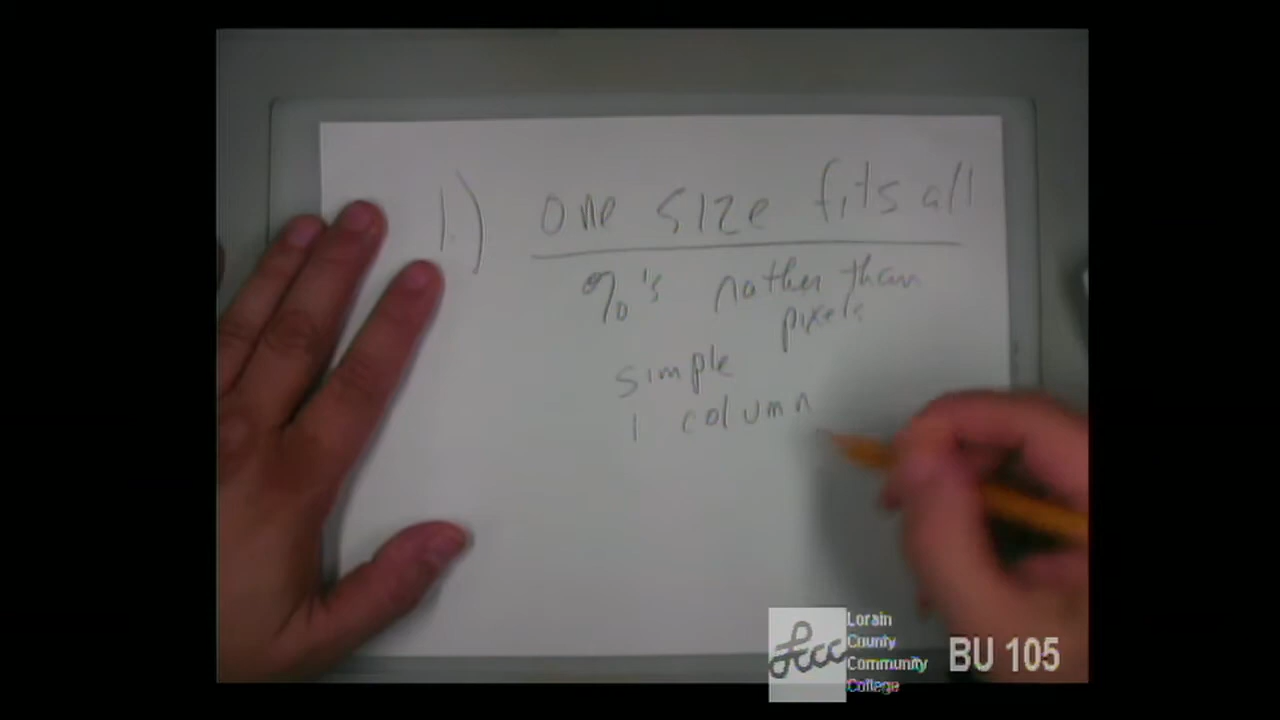 1.) one size fits all
%'s rather than
pixels
simple
1 column
Lorain
County
Community
College
BU 105